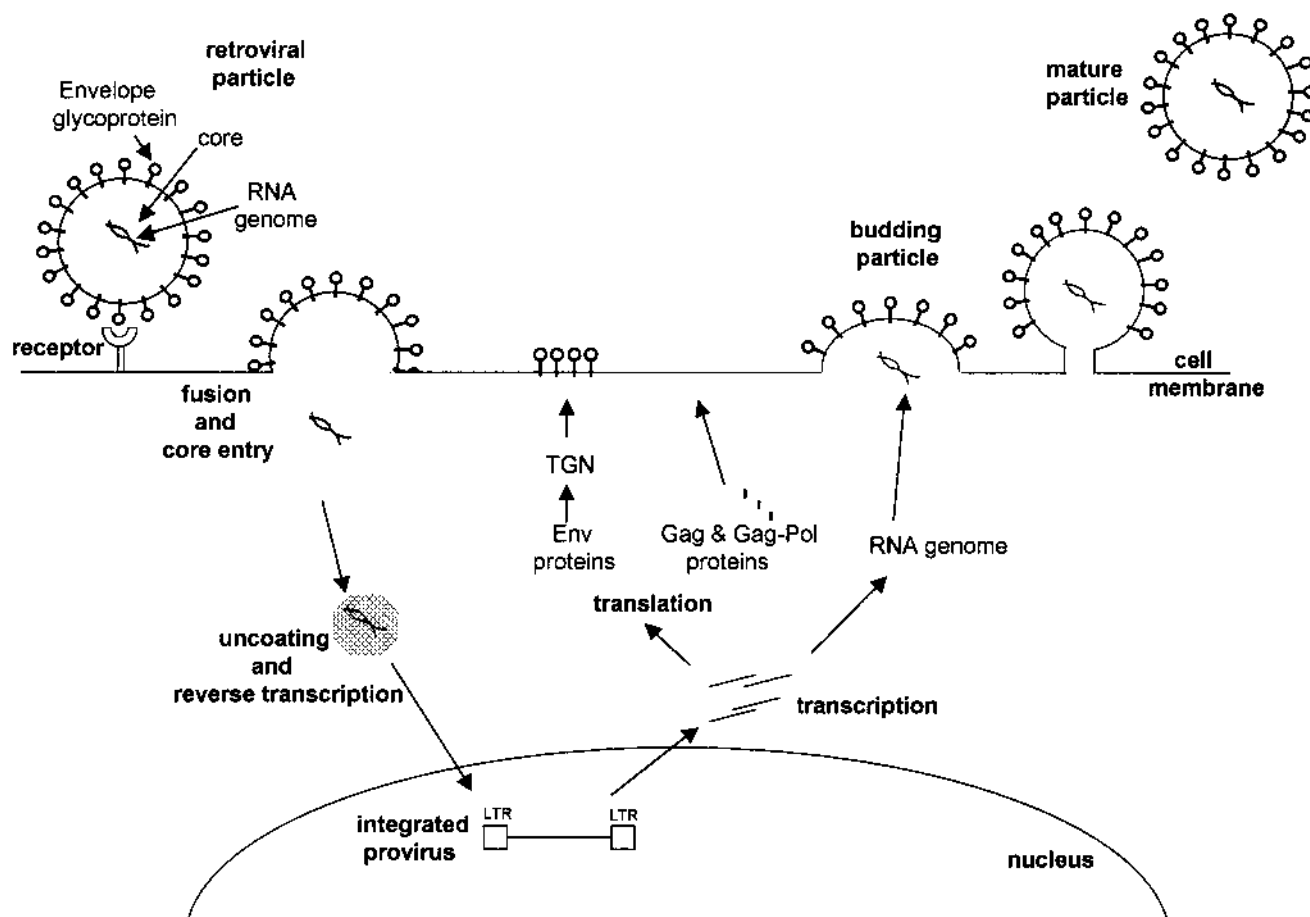 retroviral
particle
Envelope
glycoprotein
core
RNA
genome
receptor
fusion
and
core entry
uncoating
and
reverse transcription
integrated
provirus
LTR
LTR
nucleus
transcription
translation
Env
proteins
TGN
Gag & Gag-Pol
proteins
RNA genome
budding
particle
cell
membrane
mature
particle